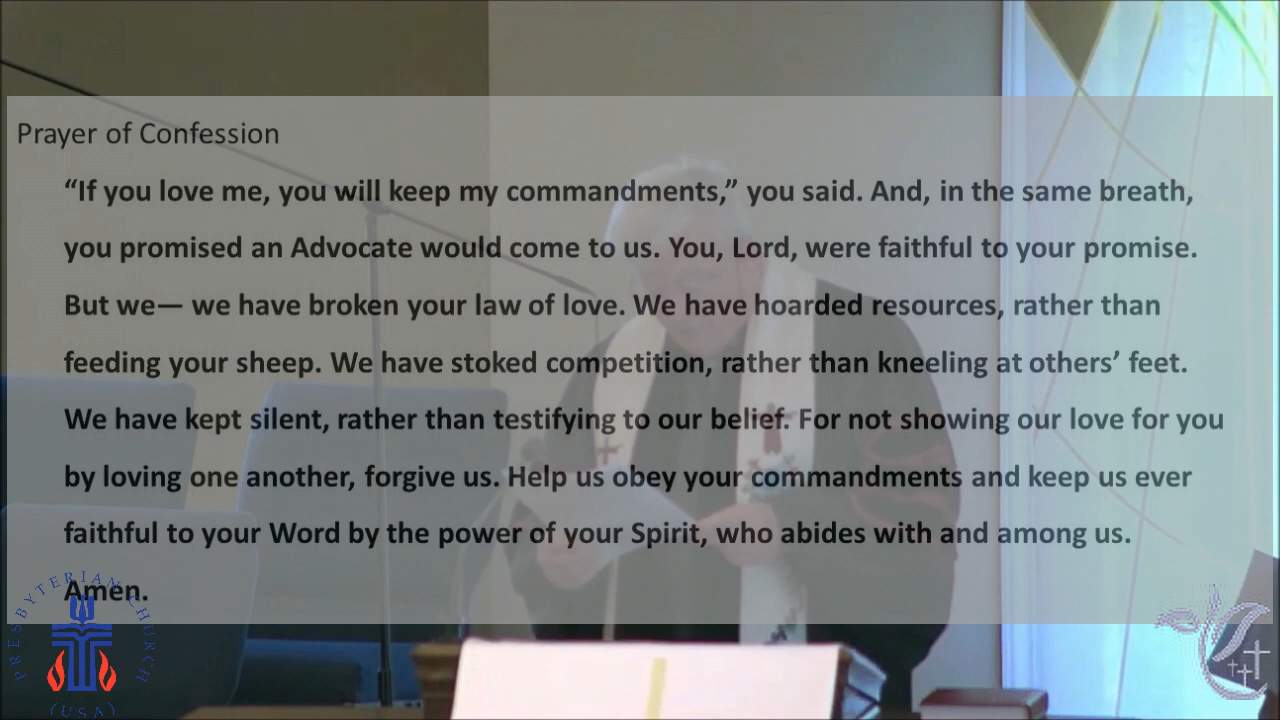 Prayer of Confession
“If you love me, you will keep my commandments,” you said. And, in the same breath,
you promised an Advocate would come to us. You, Lord, were faithful to your promise.
But we— we have broken your law of love. We have hoarded resources, rather than
feeding your sheep. We have stoked competition, rather than kneeling at others’ feet.
We have kept silent, rather than testifying to our belief. For not showing our love for you
by loving one another, forgive us. Help us obey your commandments and keep us ever
faithful to your Word by the power of your Spirit, who abides with and among us.
Amen.
PRESBYTERIAN CHURCH
(USA)